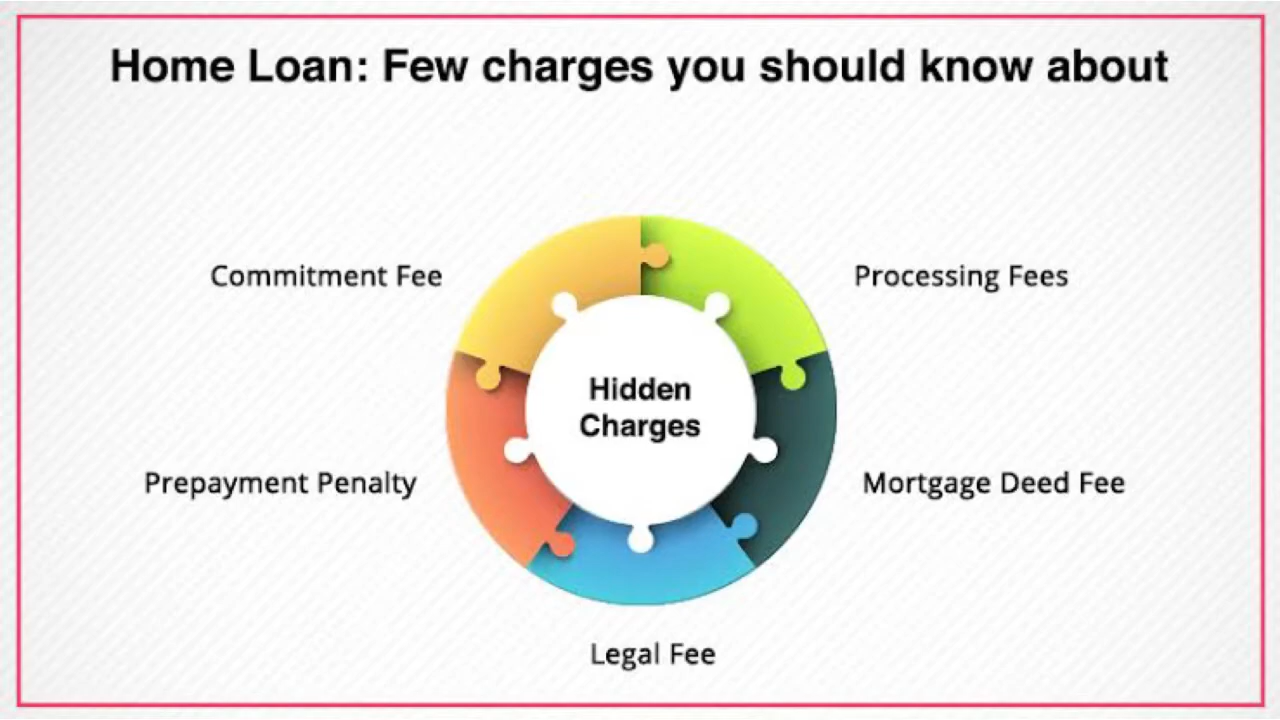 Home Loan: Few charges you should know about
Commitment Fee
Processing Fees
Hidden
Charges
Prepayment Penalty
Mortgage Deed Fee
Legal Fee